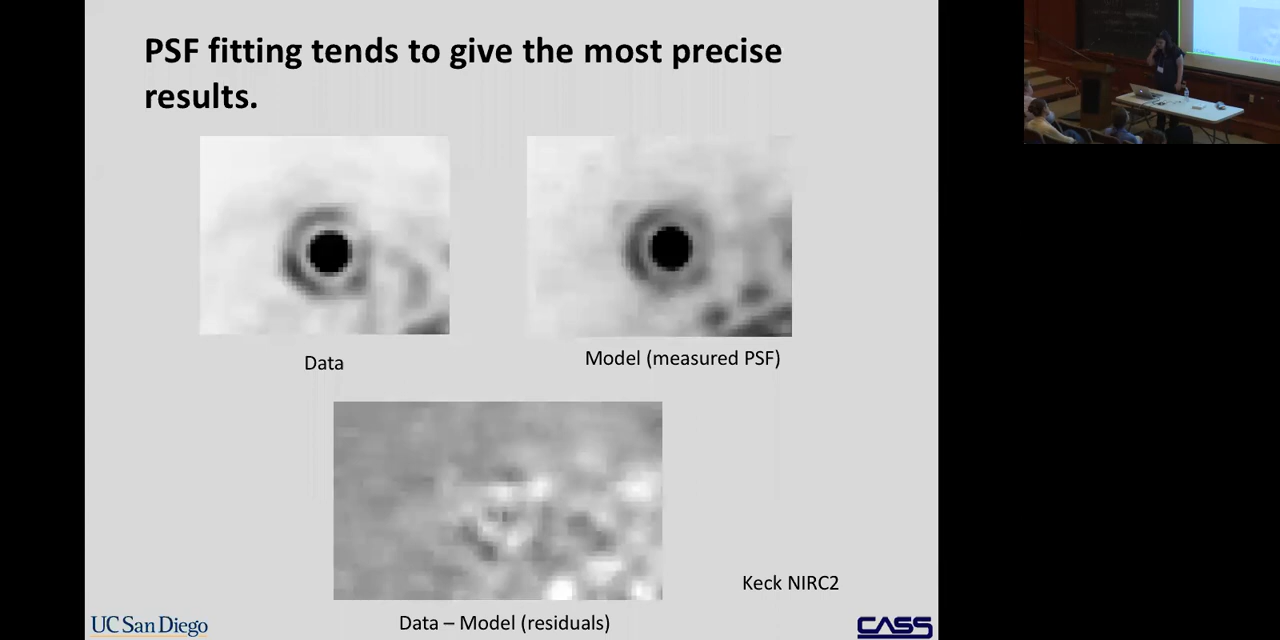 PSF fitting tends to give the most precise
results.
Data
Model (measured PSF)
Data – Model (residuals)
Keck NIRC2
UC San Diego
CASS